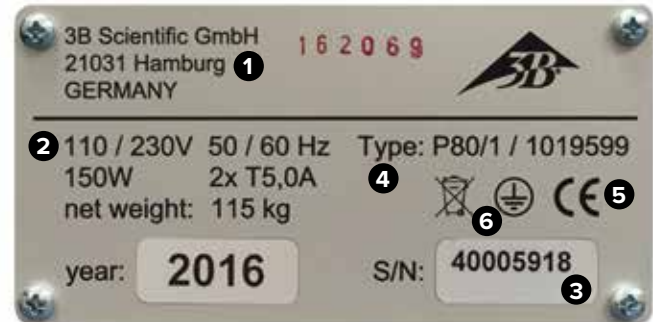 3B Scientific GmbH
21031 Hamburg 1
GERMANY
162069
3B
2 110 / 230V 50 / 60 Hz
150W 2x T5,0A
net weight: 115 kg
Type: P80/1 / 1019599
4
6
CE 5
year: 2016
S/N: 40005918
3